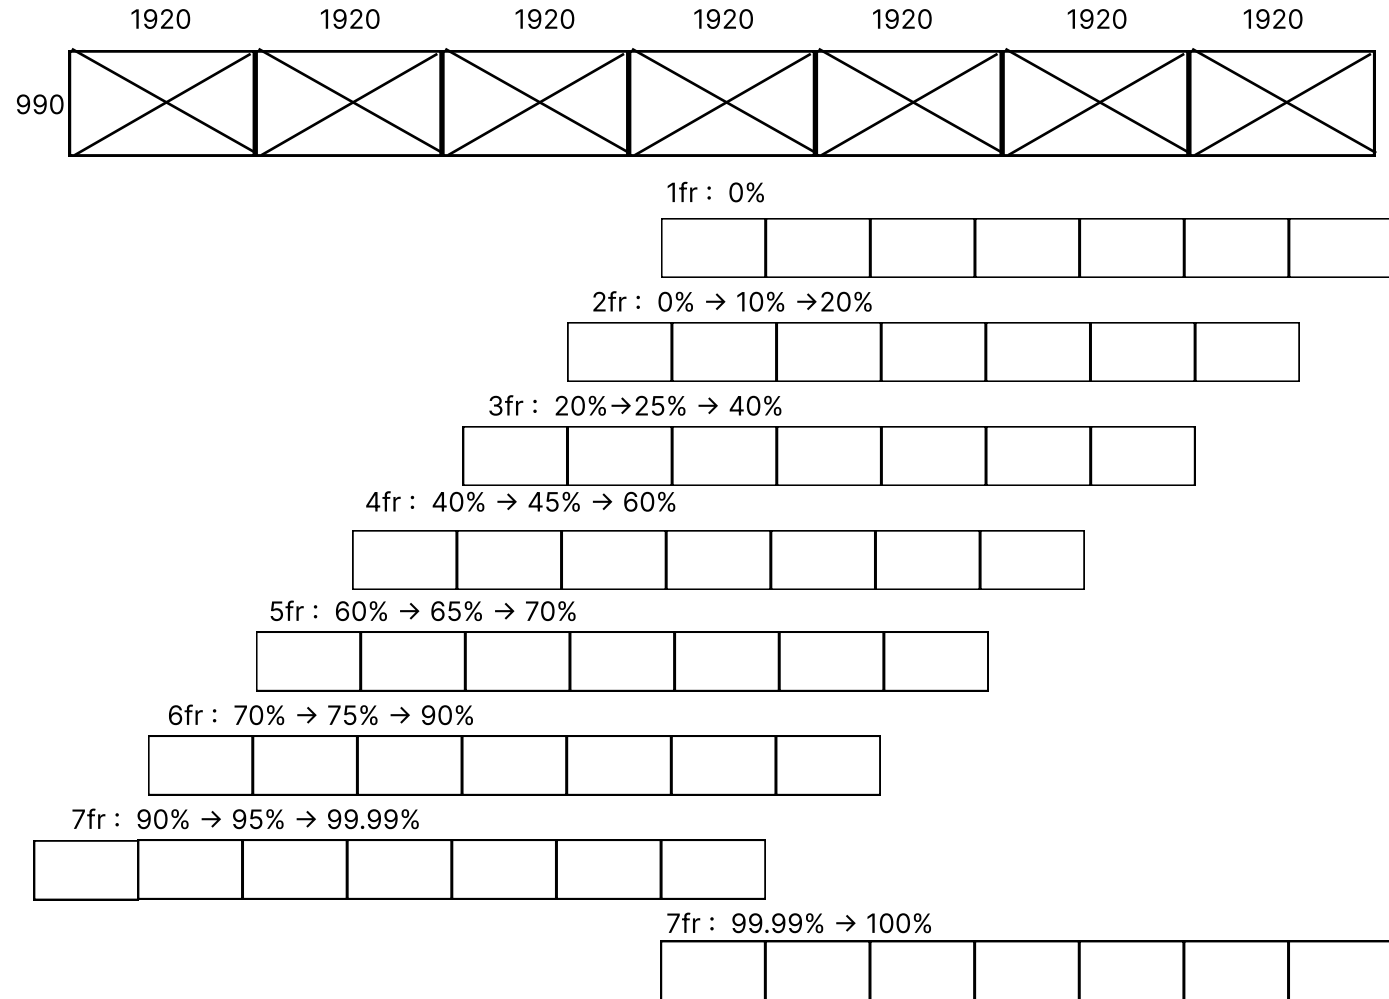 1920 1920 1920 1920 1920 1920 1920
990
1fr : 0%
2fr : 0% → 10% →20%
3fr : 20%→25% → 40%
4fr : 40% → 45% → 60%
5fr : 60% → 65% → 70%
6fr : 70% → 75% → 90%
7fr : 90% → 95% → 99.99%
7fr : 99.99% → 100%